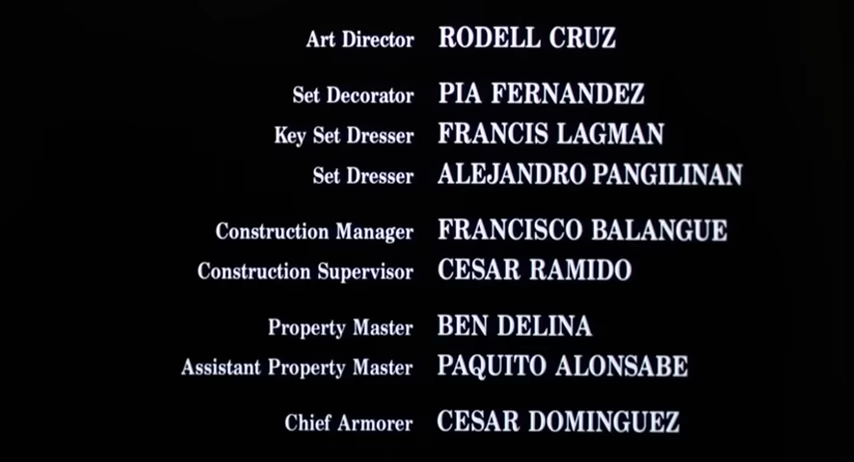 Art Director RODELL CRUZ
Set Decorator PIA FERNANDEZ
Key Set Dresser FRANCIS LAGMAN
Set Dresser ALEJANDRO PANGILINAN
Construction Manager FRANCISCO BALANGUE
Construction Supervisor CESAR RAMIDO
Property Master BEN DELINA
Assistant Property Master PAQUITO ALONSABE
Chief Armorer CESAR DOMINGUEZ